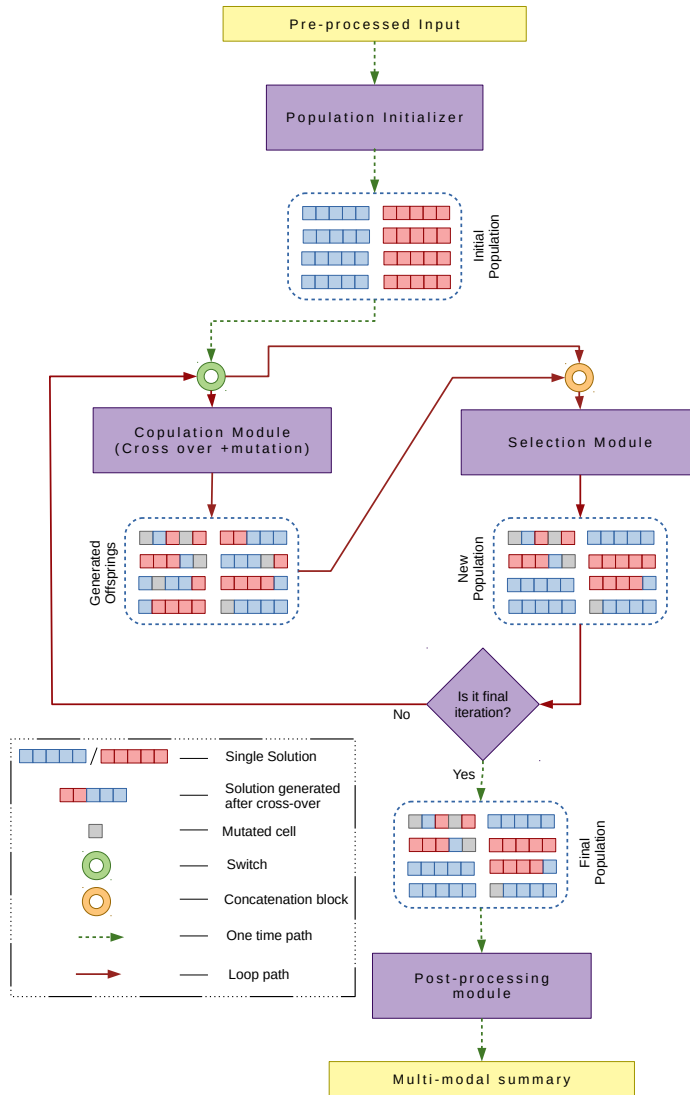 Pre-processed Input
Population Initializer
Initial
Population
Copulation Module
(Cross over +mutation)
Selection Module
Generated
Offsprings
New
Population
Is it final
iteration?
No
Yes
Single Solution
/
Solution generated
after cross-over
Mutated cell
Switch
Concatenation block
One time path
Loop path
Final
Population
Post-processing
module
Multi-modal summary